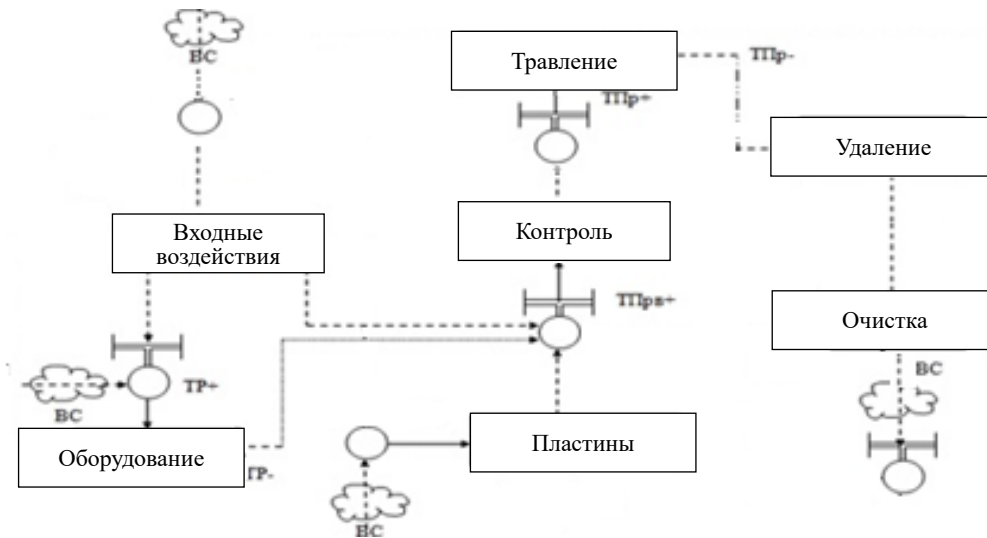 ВС
Травление
ТПр-
ТПр+
Удаление
Входные
воздействия
Контроль
ТПрв+
Очистка
ВС
ТР+
ВС
Оборудование
ТР-
Пластины
ВС